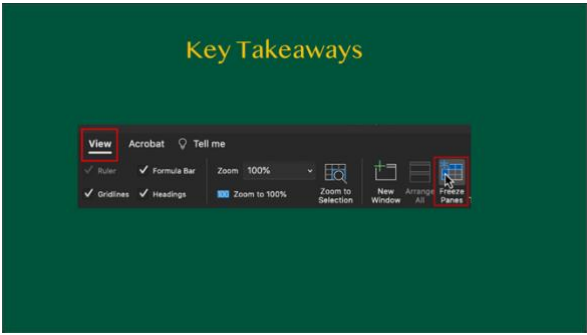 Key Takeaways
View Acrobat Tell me
Ruler Formula Bar Zoom 100%
Gridlines Headings 100 Zoom to 100% Zoom to Selection New Window Arrange All Freeze Panes